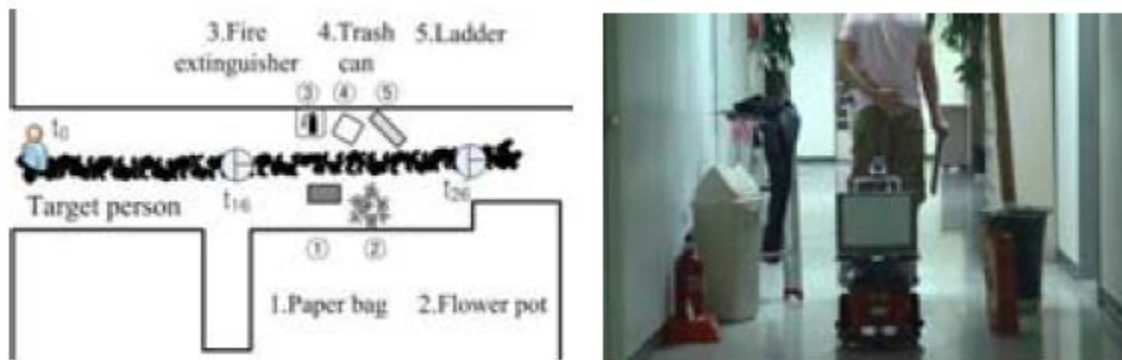 3.Fire
extinguisher
4.Trash
can
5.Ladder
③ ④ ⑤
t0
t16
t26
Target person
① ②
1.Paper bag
2.Flower pot